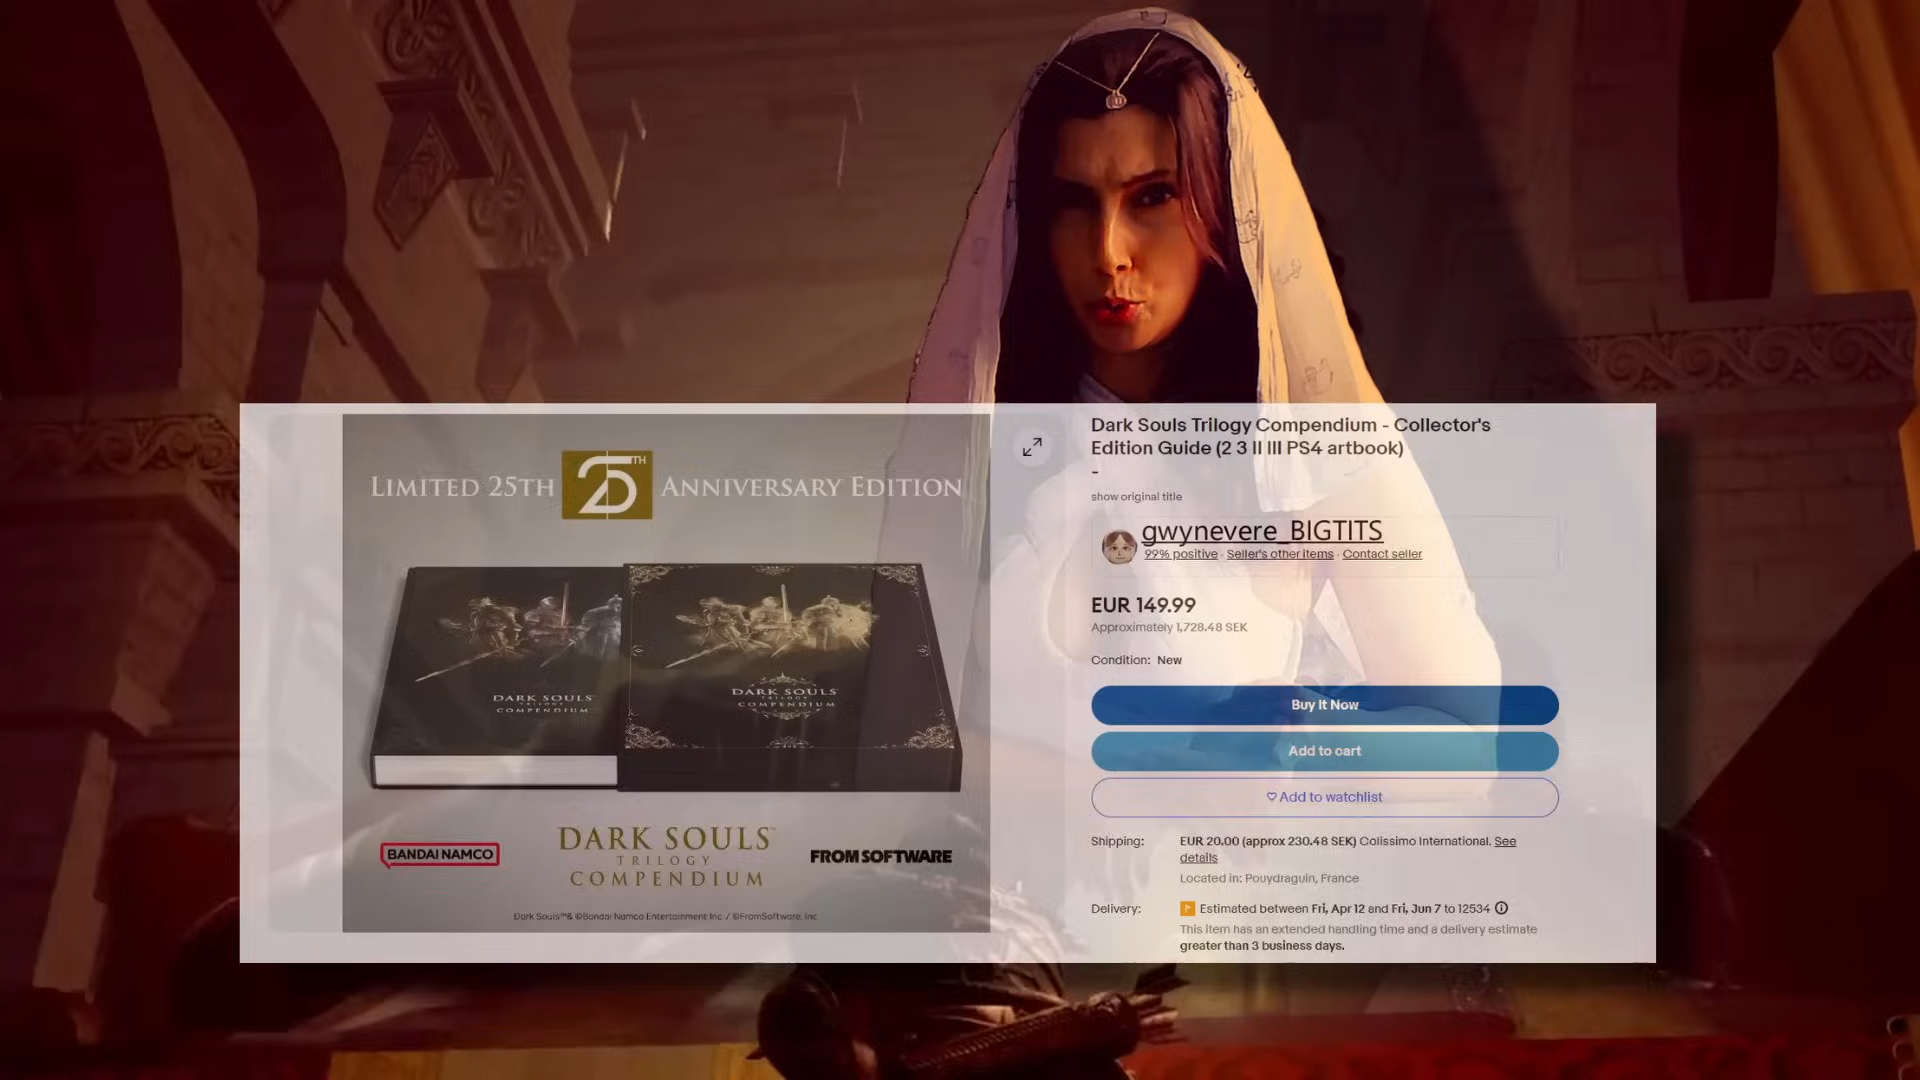 LIMITED 25TH 25TH ANNIVERSARY EDITION
DARK SOULS
TRILOGY
COMPENDIUM
DARK SOULS
TRILOGY
COMPENDIUM
BANDAI NAMCO
DARK SOULS™
TRILOGY
COMPENDIUM
FROMSOFTWARE
Dark Souls™& ©Bandai Namco Entertainment Inc / ©FromSoftware, Inc
Dark Souls Trilogy Compendium - Collector's
Edition Guide (2 3 II III PS4 artbook)
-
show original title
gwynevere_BIGTITS
99% positive · Seller's other items · Contact seller
EUR 149.99
Approximately 1,728.48 SEK
Condition: New
Buy It Now
Add to cart
Add to watchlist
Shipping: EUR 20.00 (approx 230.48 SEK) Colissimo International. See
details
Located in: Pouydraguin, France
Delivery: Estimated between Fri, Apr 12 and Fri, Jun 7 to 12534
This item has an extended handling time and a delivery estimate
greater than 3 business days.